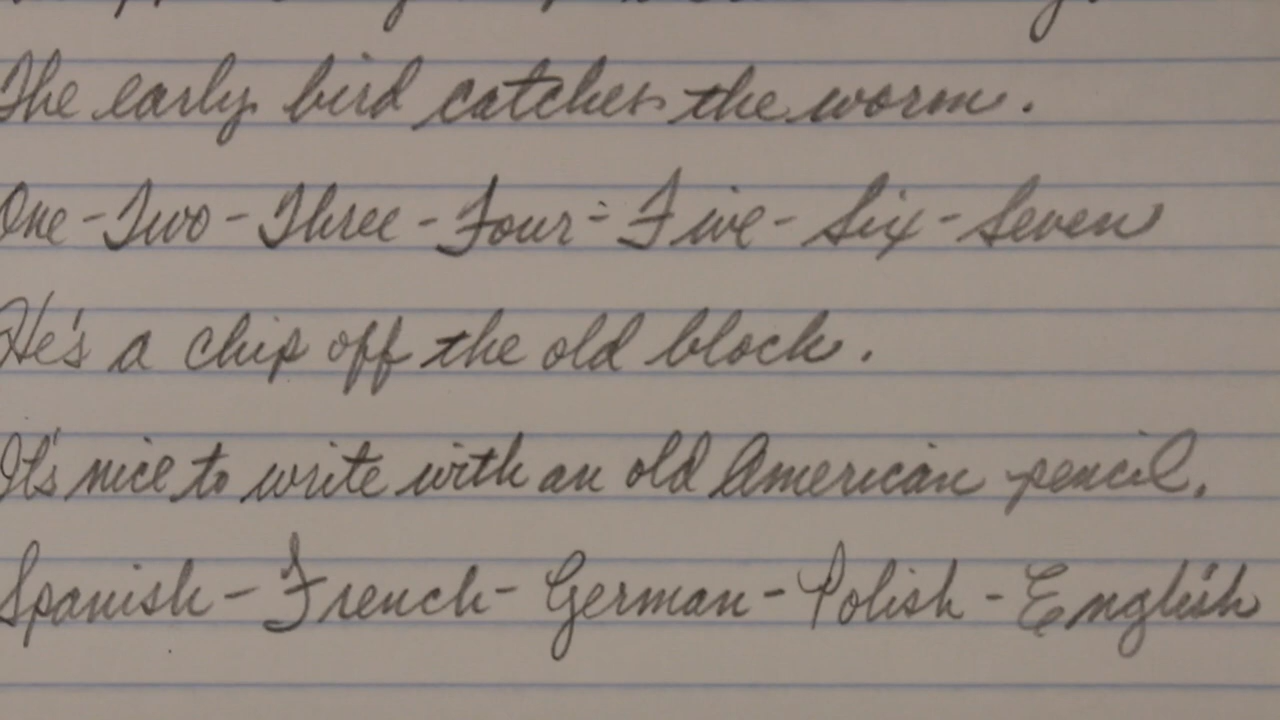 The early bird catches the worm.
One - Two - Three - Four - Five - Six - Seven
He's a chip off the old block.
It's nice to write with an old American pencil.
Spanish - French - German - Polish - English